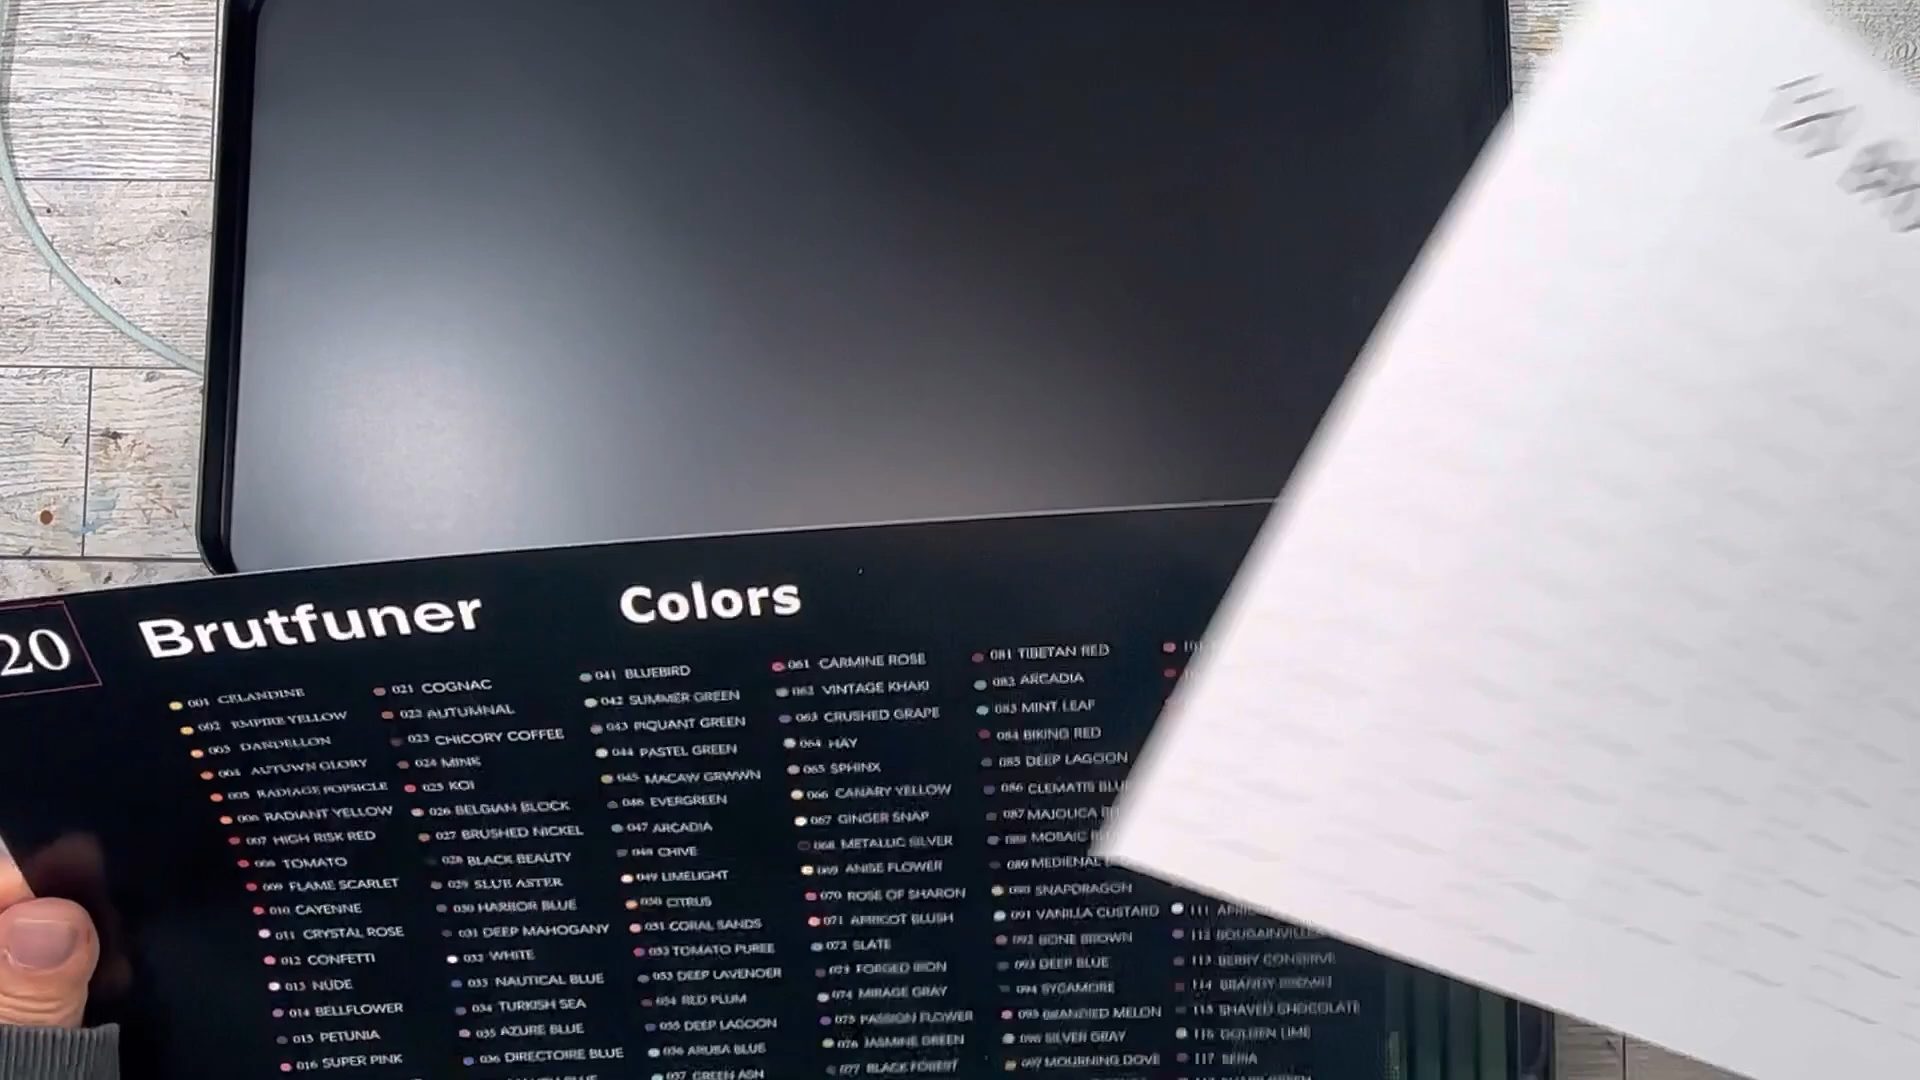 20
Brutfuner Colors
001 CELANDINE
002 EMPIRE YELLOW
003 DANDELLON
004 AUTUWN GLORY
005 RADIAGE POPSICLE
006 RADIANT YELLOW
007 HIGH RISK RED
008 TOMATO
009 FLAME SCARLET
010 CAYENNE
011 CRYSTAL ROSE
012 CONFETTI
013 NUDE
014 BELLFLOWER
015 PETUNIA
016 SUPER PINK
021 COGNAC
022 AUTUMNAL
023 CHICORY COFFEE
024 MINK
025 KOI
026 BELGIAN BLOCK
027 BRUSHED NICKEL
028 BLACK BEAUTY
029 SLUE ASTER
030 HARBOR BLUE
031 DEEP MAHOGANY
032 WHITE
033 NAUTICAL BLUE
034 TURKISH SEA
035 AZURE BLUE
036 DIRECTOIRE BLUE
041 BLUEBIRD
042 SUMMER GREEN
043 PIQUANT GREEN
044 PASTEL GREEN
045 MACAW GRWWN
046 EVERGREEN
047 ARCADIA
048 CHIVE
049 LIMELIGHT
050 CITRUS
051 CORAL SANDS
052 TOMATO PUREE
053 DEEP LAVENDER
054 RED PLUM
055 DEEP LAGOON
056 ARUBA BLUE
057 GREEN ASH
061 CARMINE ROSE
062 VINTAGE KHAKI
063 CRUSHED GRAPE
064 HAY
065 SPHINX
066 CANARY YELLOW
067 GINGER SNAP
068 METALLIC SILVER
069 ANISE FLOWER
070 ROSE OF SHARON
071 APRICOT BLUSH
072 SLATE
073 FORGED IRON
074 MIRAGE GRAY
075 PASSION FLOWER
076 JASMINE GREEN
077 BLACK FOREST
081 TIBETAN RED
082 ARCADIA
083 MINT LEAF
084 BIKING RED
085 DEEP LAGOON
086 CLEMATIS BLU
087 MAJOLICA
088 MOBAIC
089 MEDIENAL
090 SNAPDRAGON
091 VANILLA CUSTARD
092 BONE BROWN
093 DEEP BLUE
094 SYCAMORE
095 BRANDIED MELON
096 SILVER GRAY
097 MOURNING DOVE
111
112 BOUGAINVILLE
113 BERRY CONSERVE
114 BRANDY BROWN
115 SHAVED CHOCOLATE
116 GOLDEN LIME
117